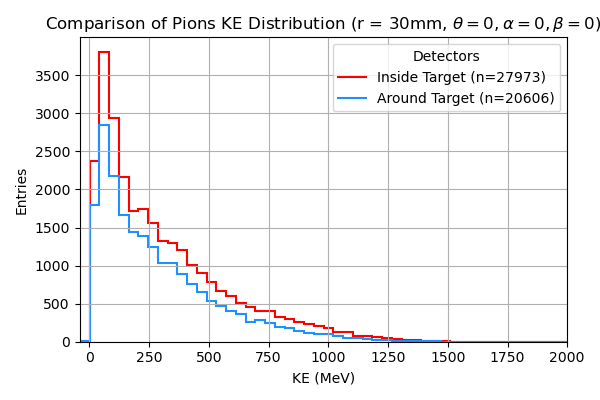 Comparison of Pions KE Distribution (r = 30mm, θ = 0, α = 0, β = 0)
Detectors
Inside Target (n=27973)
Around Target (n=20606)
Entries
3500
3000
2500
2000
1500
1000
500
0
0 250 500 750 1000 1250 1500 1750 2000
KE (MeV)